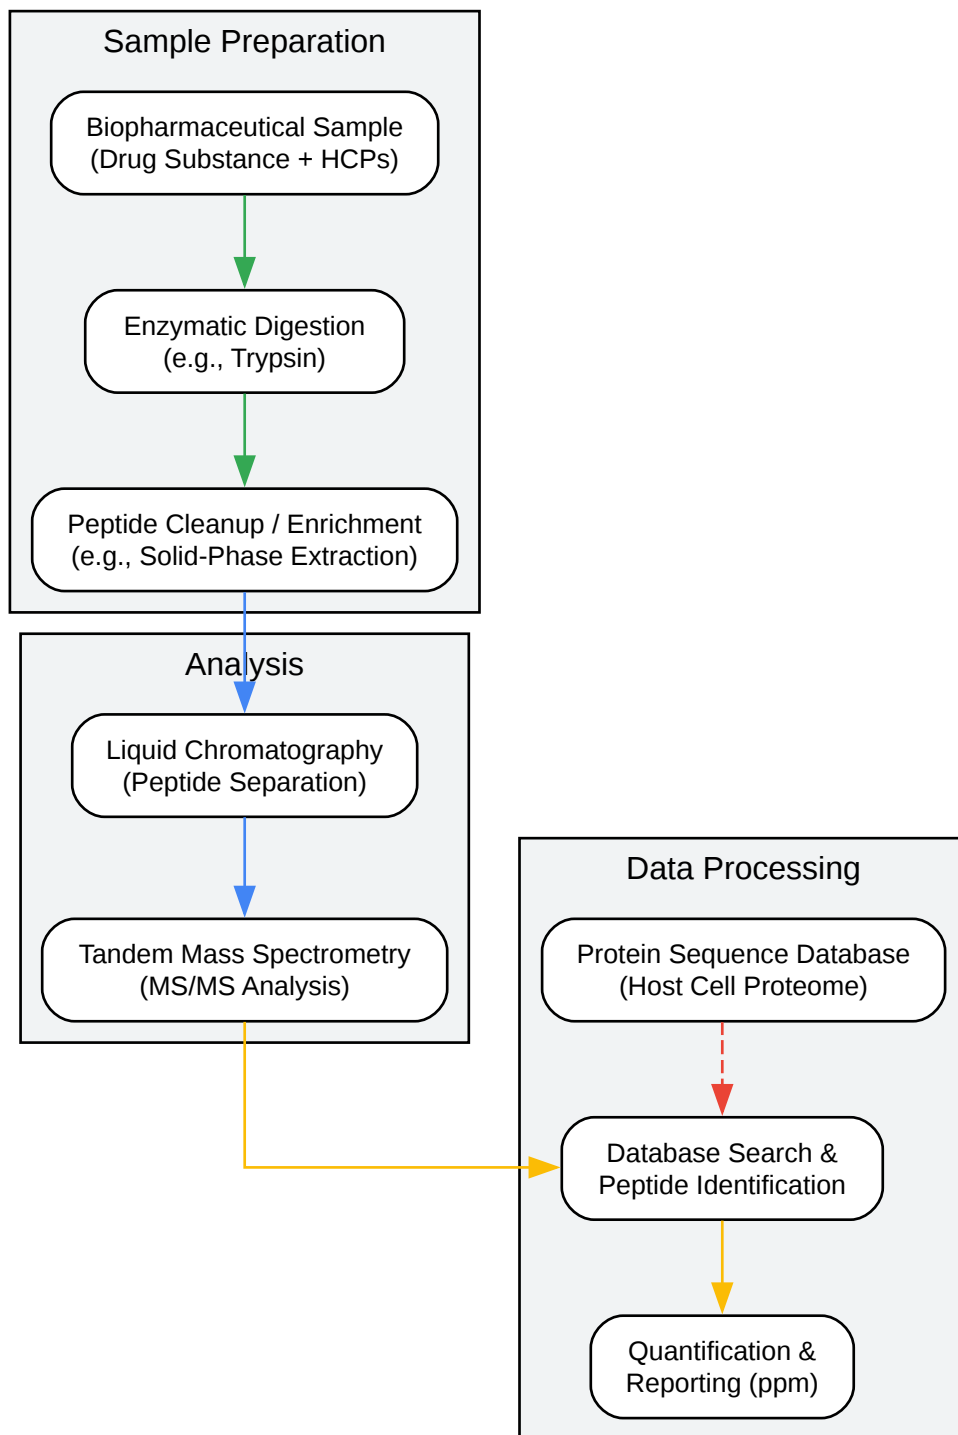 Sample Preparation
Biopharmaceutical Sample
(Drug Substance + HCPs)
Enzymatic Digestion
(e.g., Trypsin)
Peptide Cleanup / Enrichment
(e.g., Solid-Phase Extraction)
Analysis
Liquid Chromatography
(Peptide Separation)
Tandem Mass Spectrometry
(MS/MS Analysis)
Data Processing
Protein Sequence Database
(Host Cell Proteome)
Database Search &
Peptide Identification
Quantification &
Reporting (ppm)